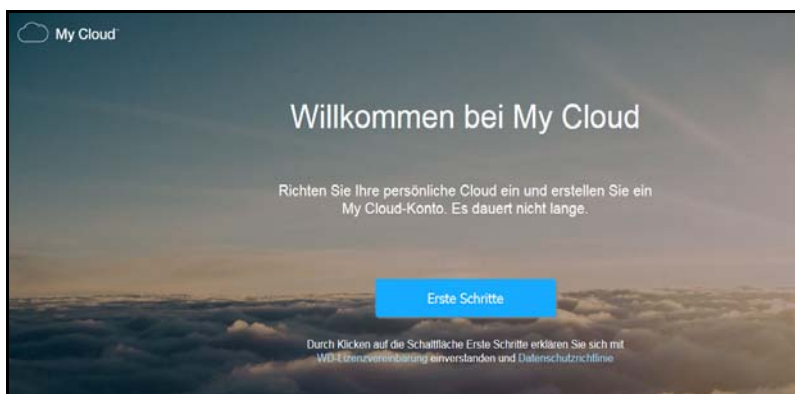 My Cloud™
Willkommen bei My Cloud
Richten Sie Ihre persönliche Cloud ein und erstellen Sie ein
My Cloud-Konto. Es dauert nicht lange.
Erste Schritte
Durch Klicken auf die Schaltfläche Erste Schritte erklären Sie sich mit
WD-Lizenzvereinbarung einverstanden und Datenschutzrichtlinie